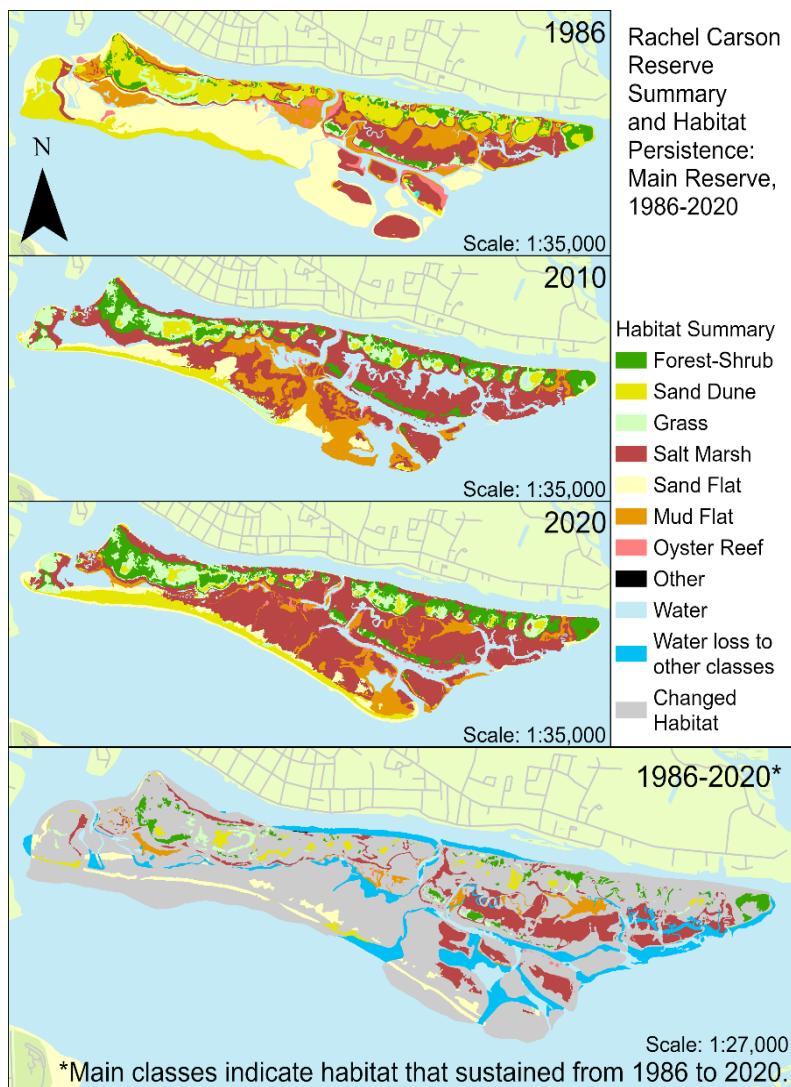 1986
Rachel Carson
Reserve
Summary
and Habitat
Persistence:
Main Reserve,
1986-2020
N
Scale: 1:35,000
2010
Scale: 1:35,000
2020
Scale: 1:35,000
Habitat Summary
Forest-Shrub
Sand Dune
Grass
Salt Marsh
Sand Flat
Mud Flat
Oyster Reef
Other
Water
Water loss to
other classes
Changed
Habitat
1986-2020*
Scale: 1:27,000
*Main classes indicate habitat that sustained from 1986 to 2020.